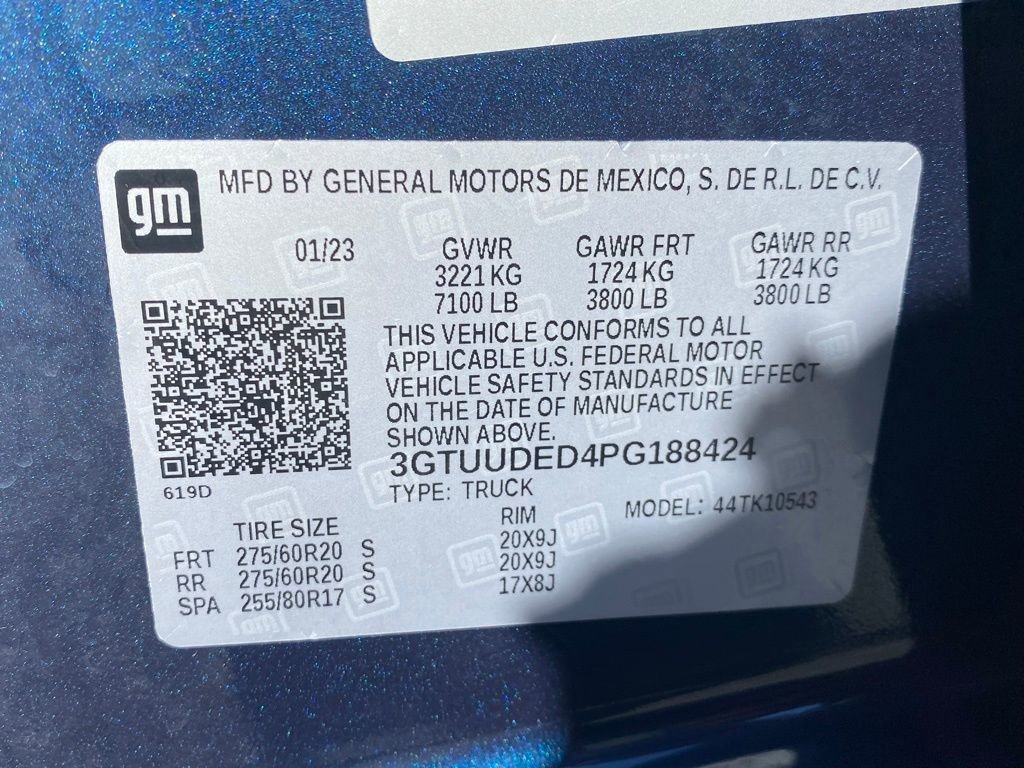 gm
MFD BY GENERAL MOTORS DE MEXICO, S. DE R.L. DE C.V.
01/23
GVWR GAWR FRT GAWR RR
3221 KG 1724 KG 1724 KG
7100 LB 3800 LB 3800 LB
THIS VEHICLE CONFORMS TO ALL
APPLICABLE U.S. FEDERAL MOTOR
VEHICLE SAFETY STANDARDS IN EFFECT
ON THE DATE OF MANUFACTURE
SHOWN ABOVE.
3GTUUDED4PG188424
619D
TYPE: TRUCK
MODEL: 44TK10543
TIRE SIZE RIM
FRT 275/60R20 S 20X9J
RR 275/60R20 S 20X9J
SPA 255/80R17 S 17X8J